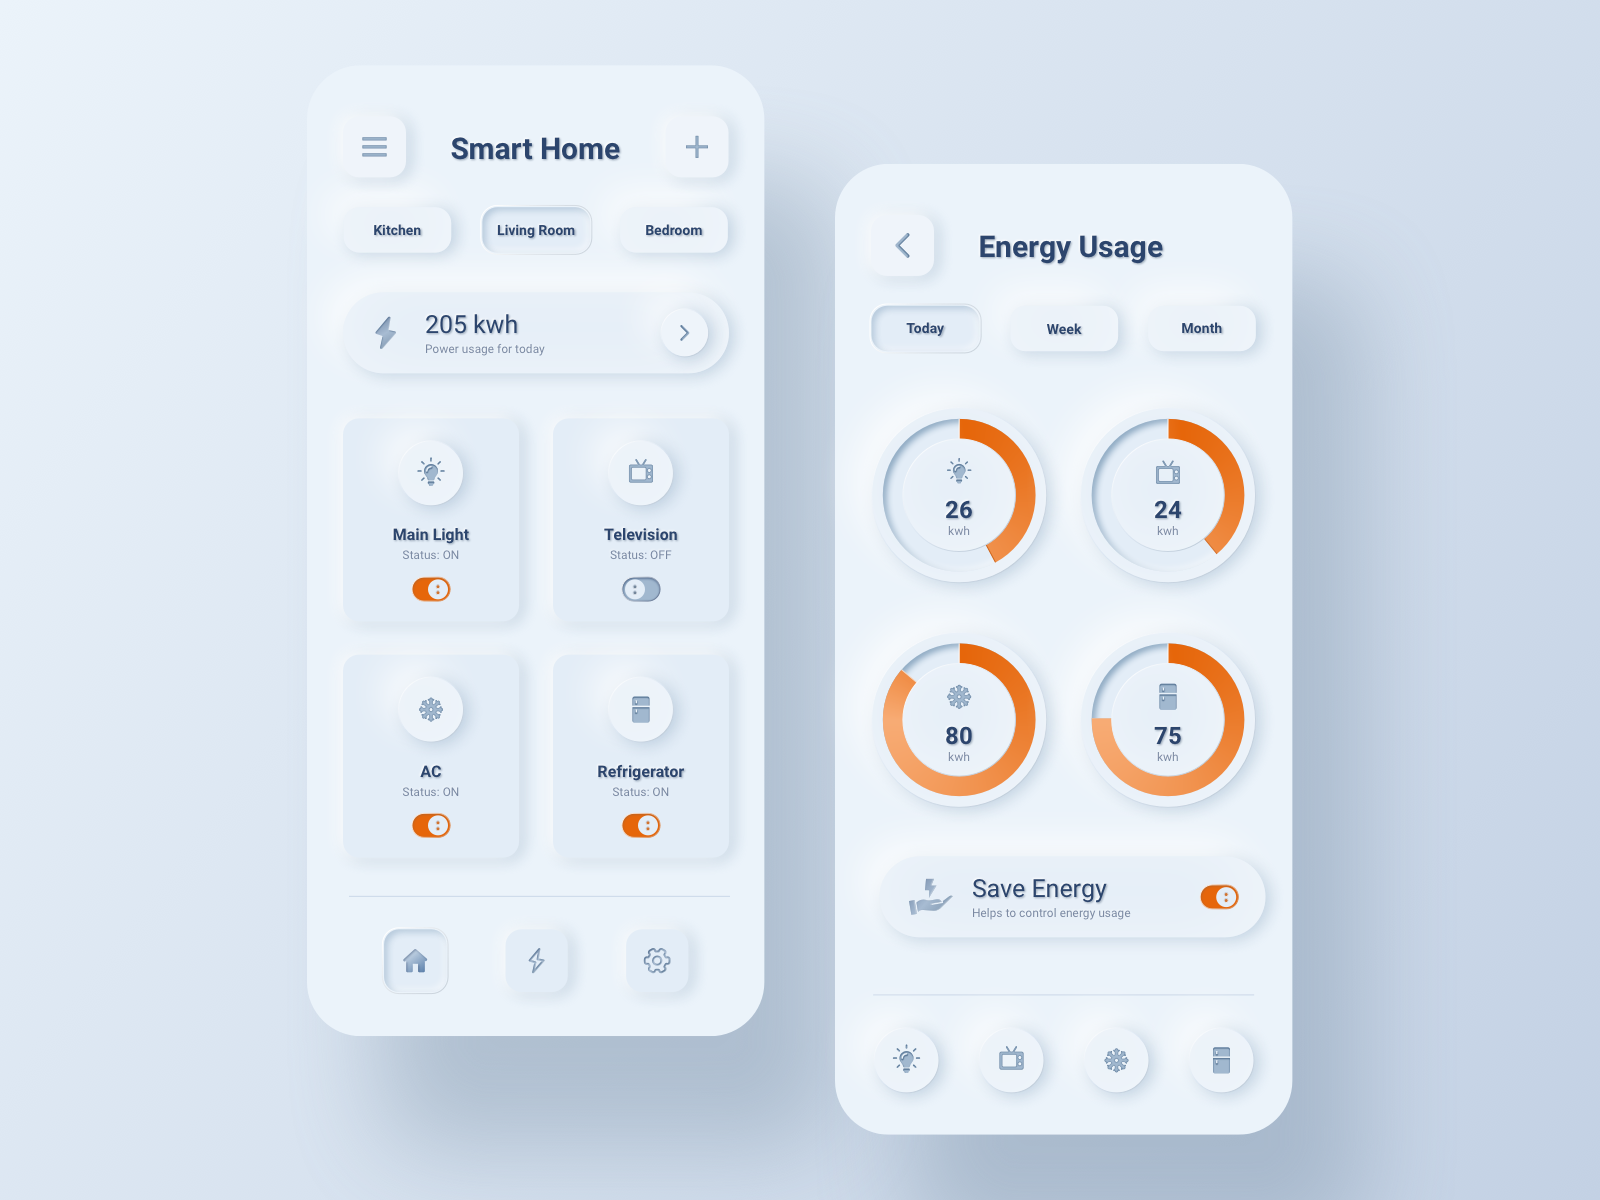 Smart Home
Kitchen
Living Room
Bedroom
205 kwh
Power usage for today
Main Light
Status: ON
Television
Status: OFF
AC
Status: ON
Refrigerator
Status: ON
Energy Usage
Today
Week
Month
26
kwh
24
kwh
80
kwh
75
kwh
Save Energy
Helps to control energy usage